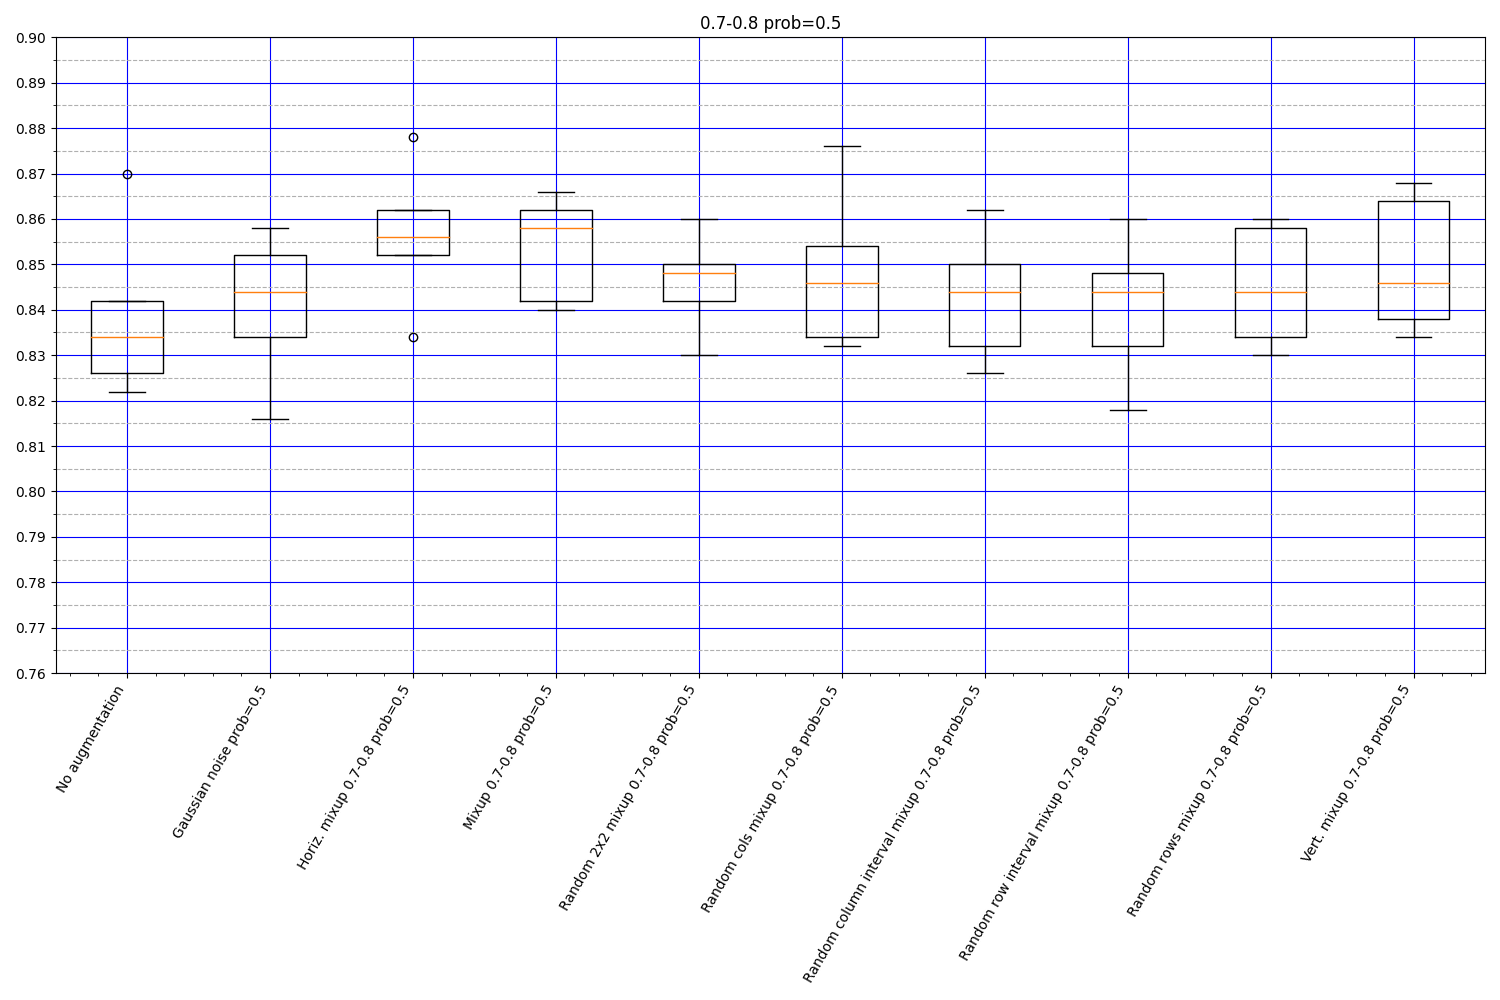 0.7-0.8 prob=0.5
0.90
0.89
0.88
0.87
0.86
0.85
0.84
0.83
0.82
0.81
0.80
0.79
0.78
0.77
0.76
No augmentation
Gaussian noise prob=0.5
Horiz. mixup 0.7-0.8 prob=0.5
Mixup 0.7-0.8 prob=0.5
Random 2x2 mixup 0.7-0.8 prob=0.5
Random cols mixup 0.7-0.8 prob=0.5
Random column interval mixup 0.7-0.8 prob=0.5
Random row interval mixup 0.7-0.8 prob=0.5
Random rows mixup 0.7-0.8 prob=0.5
Vert. mixup 0.7-0.8 prob=0.5